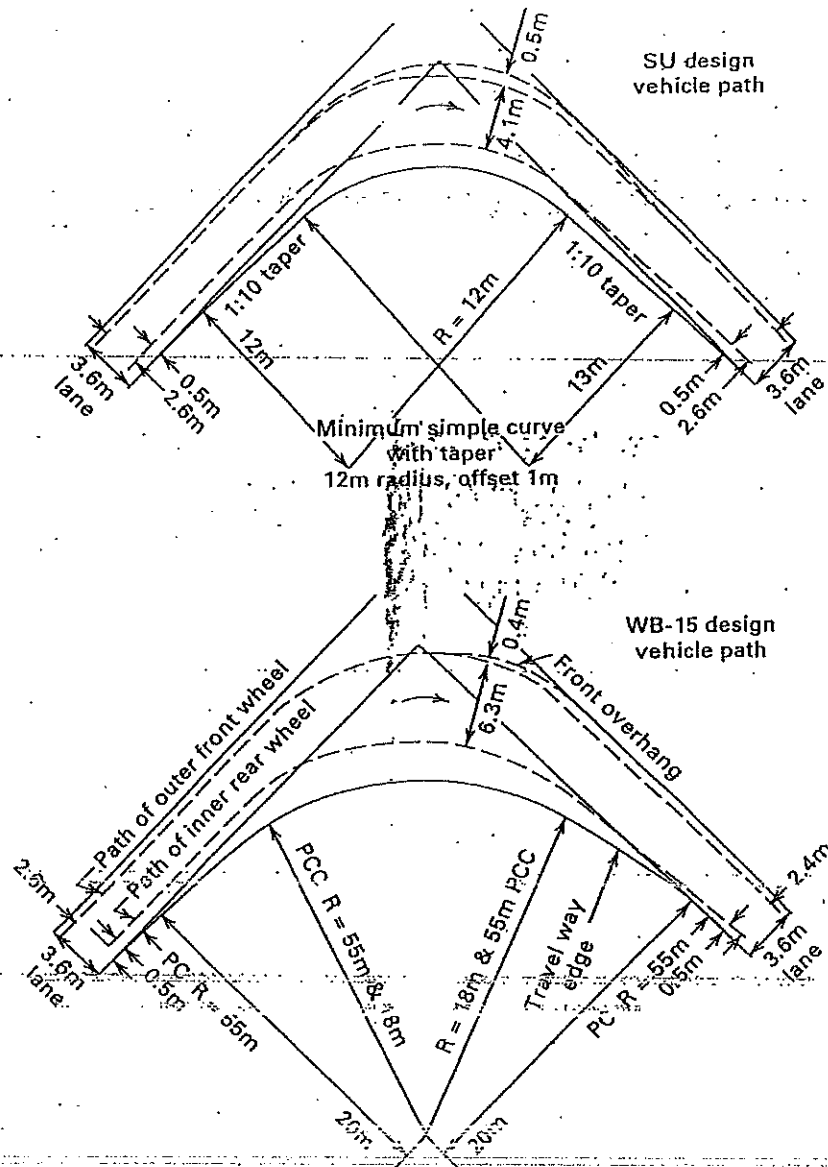 0.5m
SU design
vehicle path
4.1m
1:10 taper
R = 12m
1:10 taper
12m
13m
3.6m
lane
0.5m
2.6m
0.5m
2.6m
3.6m
lane
Minimum simple curve
with taper
12m radius, offset 1m
0.4m
WB-15 design
vehicle path
6.3m
Front overhang
Path of outer front wheel
Path of inner rear wheel
3.6m
lane
0.5m
PC R = 55m
PCC R = 55m & 18m
R = 18m & 55m PCC
Travel way
edge
PC R = 55m
0.5m
2.4m
3.6m
lane
20m
20m